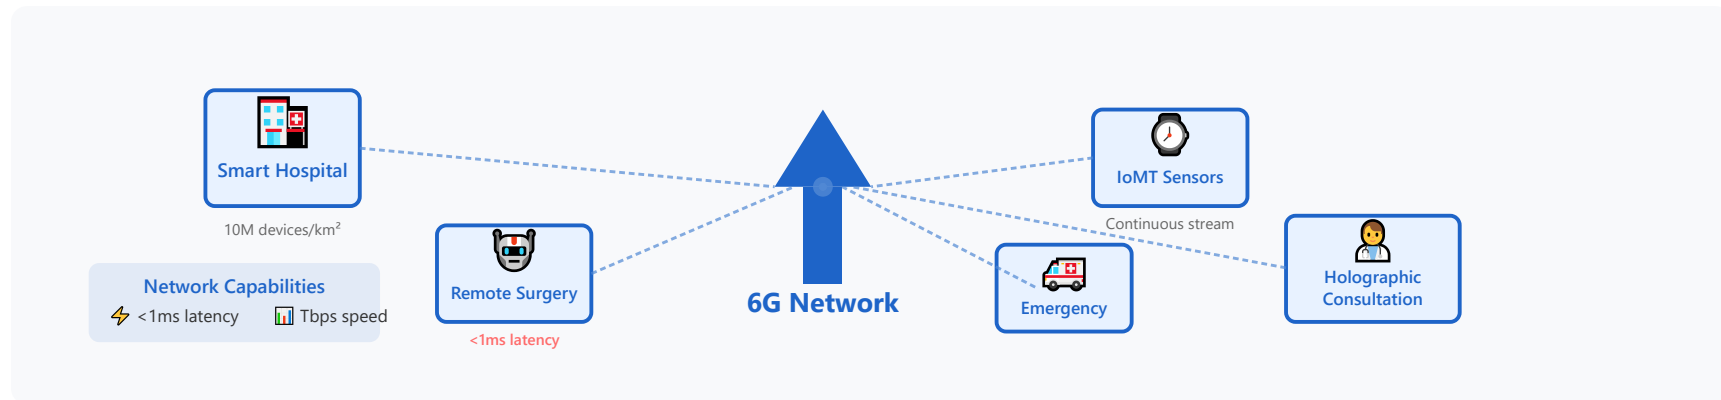 Smart Hospital
10M devices/km²
Network Capabilities
⚡ <1ms latency 📊 Tbps speed
Remote Surgery
<1ms latency
6G Network
IoMT Sensors
Continuous stream
Emergency
Holographic
Consultation